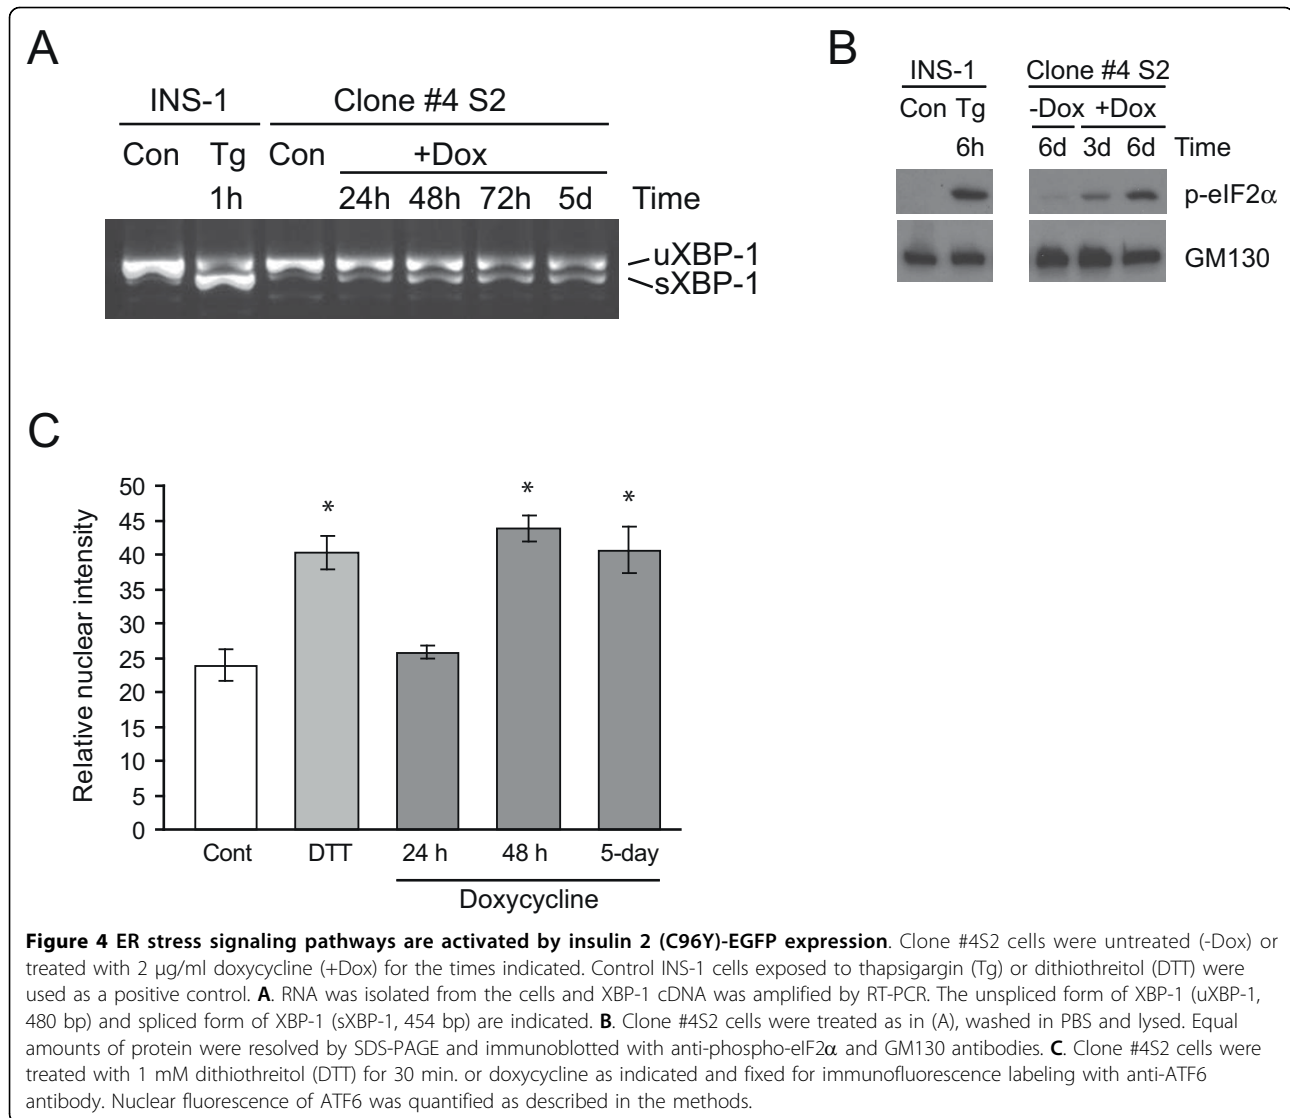 A
INS-1 Clone #4 S2
Con Tg Con +Dox
1h 24h 48h 72h 5d Time
uXBP-1
sXBP-1
B
INS-1 Clone #4 S2
Con Tg -Dox +Dox
6h 6d 3d 6d Time
p-eIF2α
GM130
C
Relative nuclear intensity
50
45
40
35
30
25
20
15
10
5
0
* * *
Cont DTT 24 h 48 h 5-day
Doxycycline
Figure 4 ER stress signaling pathways are activated by insulin 2 (C96Y)-EGFP expression. Clone #4S2 cells were untreated (-Dox) or
treated with 2 μg/ml doxycycline (+Dox) for the times indicated. Control INS-1 cells exposed to thapsigargin (Tg) or dithiothreitol (DTT) were
used as a positive control. A. RNA was isolated from the cells and XBP-1 cDNA was amplified by RT-PCR. The unspliced form of XBP-1 (uXBP-1,
480 bp) and spliced form of XBP-1 (sXBP-1, 454 bp) are indicated. B. Clone #4S2 cells were treated as in (A), washed in PBS and lysed. Equal
amounts of protein were resolved by SDS-PAGE and immunoblotted with anti-phospho-eIF2α and GM130 antibodies. C. Clone #4S2 cells were
treated with 1 mM dithiothreitol (DTT) for 30 min. or doxycycline as indicated and fixed for immunofluorescence labeling with anti-ATF6
antibody. Nuclear fluorescence of ATF6 was quantified as described in the methods.